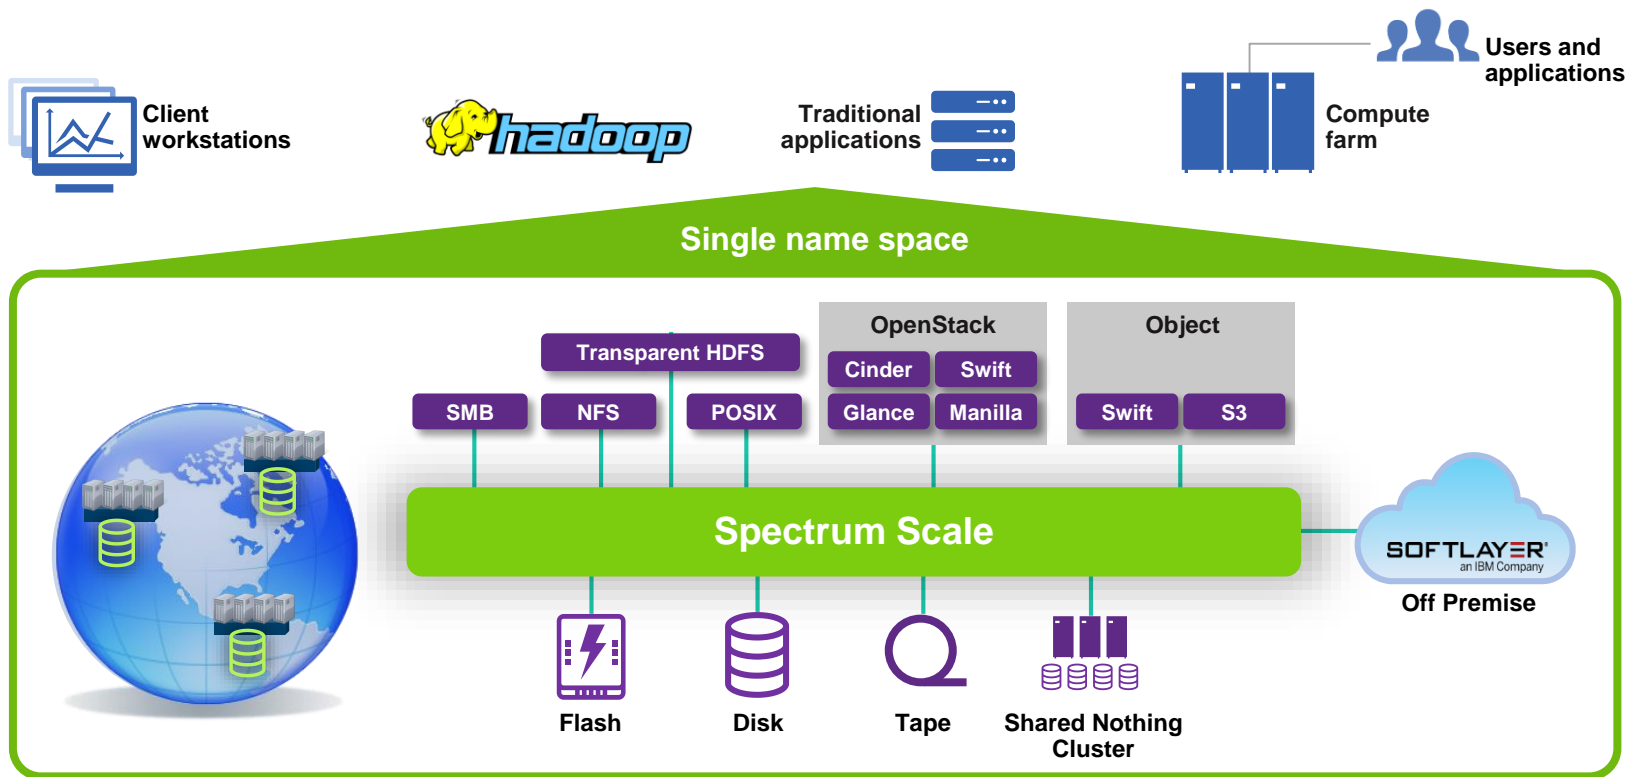 Users and
applications
Client
workstations
hadoop
Traditional
applications
Compute
farm
Single name space
OpenStack
Object
Transparent HDFS
Cinder
Swift
SMB
NFS
POSIX
Glance
Manilla
Swift
S3
Spectrum Scale
SOFTLAYER®
an IBM Company
Off Premise
Flash
Disk
Tape
Shared Nothing
Cluster